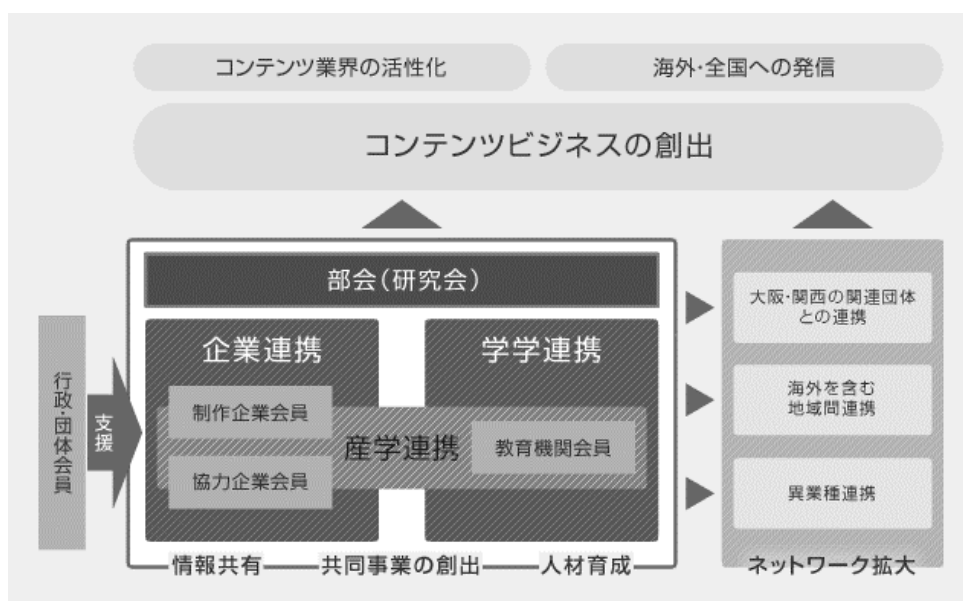 コンテンツ業界の活性化
海外・全国への発信
コンテンツビジネスの創出
部会（研究会）
企業連携
学学連携
制作企業会員
協力企業会員
産学連携
教育機関会員
行政・団体会員
支援
大阪・関西の関連団体
との連携
海外を含む
地域間連携
異業種連携
情報共有
共同事業の創出
人材育成
ネットワーク拡大